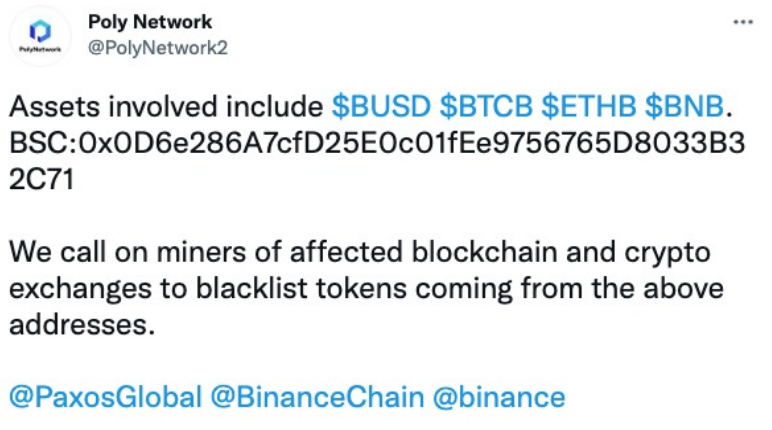 Poly Network
PolyNetwork
@PolyNetwork2
Assets involved include $BUSD $BTCB $ETHB $BNB.
BSC:0x0D6e286A7cfD25E0c01fEe9756765D8033B3
2C71
We call on miners of affected blockchain and crypto
exchanges to blacklist tokens coming from the above
addresses.
@PaxosGlobal @BinanceChain @binance